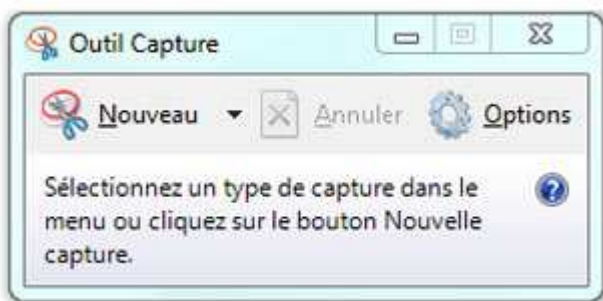 Outil Capture
Nouveau Annuler Options
Sélectionnez un type de capture dans le
menu ou cliquez sur le bouton Nouvelle
capture.